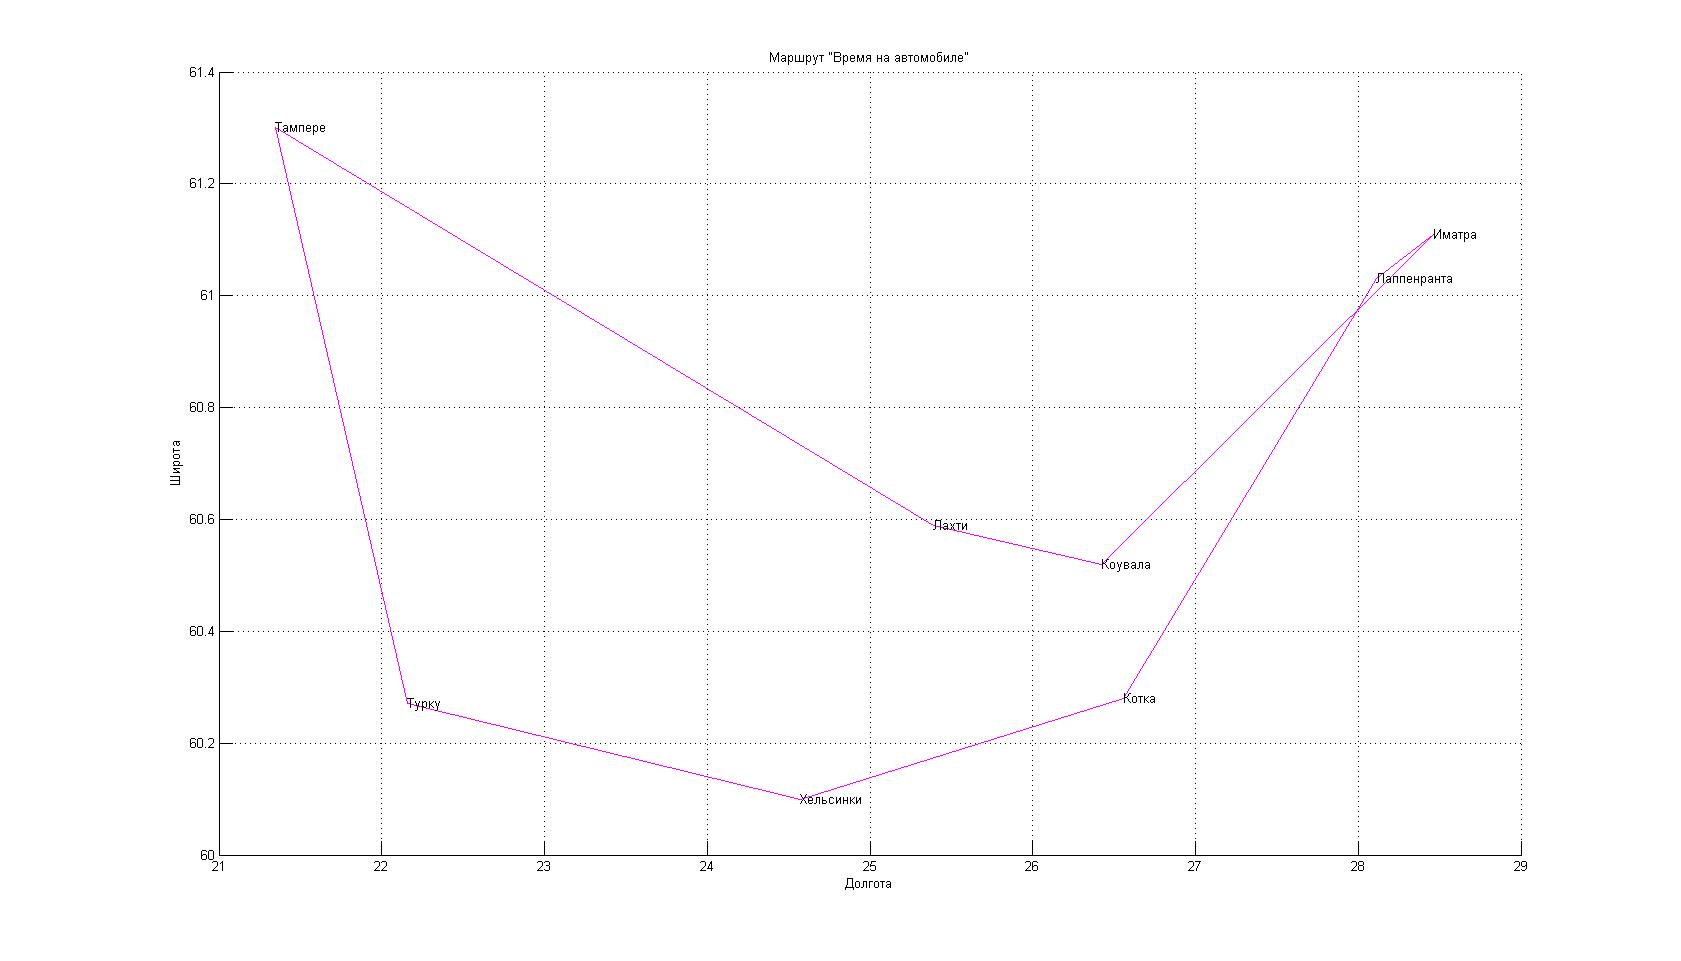 Маршрут "Время на автомобиле"
61.4
Тампере
61.2
Иматра
Лаппенранта
61
60.8
Широта
60.6
Лахти
Коувала
60.4
Котка
Турку
60.2
Хельсинки
60
21 22 23 24 25 26 27 28 29
Долгота